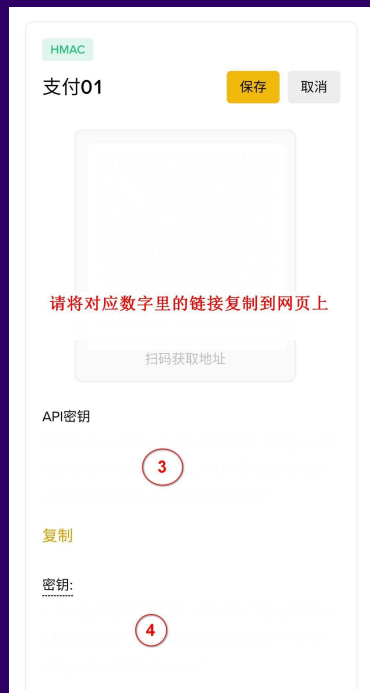 HMAC
支付01
保存 取消
请将对应数字里的链接复制到网页上
扫码获取地址
API密钥
3
复制
密钥:
4